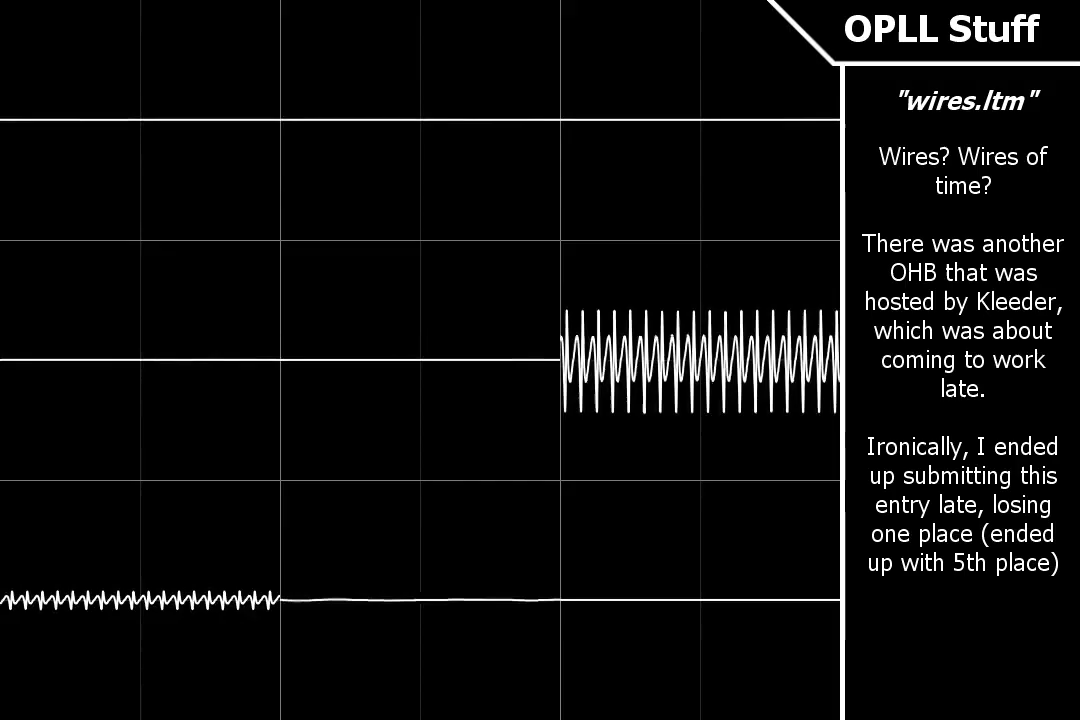 OPLL Stuff
"wires.ltm"
Wires? Wires of
time?
There was another
OHB that was
hosted by Kleeder,
which was about
coming to work
late.
Ironically, I ended
up submitting this
entry late, losing
one place (ended
up with 5th place)